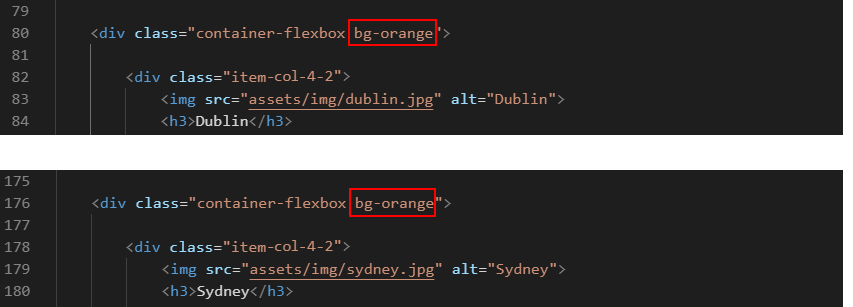 79
80 <div class="container-flexbox bg-orange">
81
82 <div class="item-col-4-2">
83 <img src="assets/img/dublin.jpg" alt="Dublin">
84 <h3>Dublin</h3>
175
176 <div class="container-flexbox bg-orange">
177
178 <div class="item-col-4-2">
179 <img src="assets/img/sydney.jpg" alt="Sydney">
180 <h3>Sydney</h3>